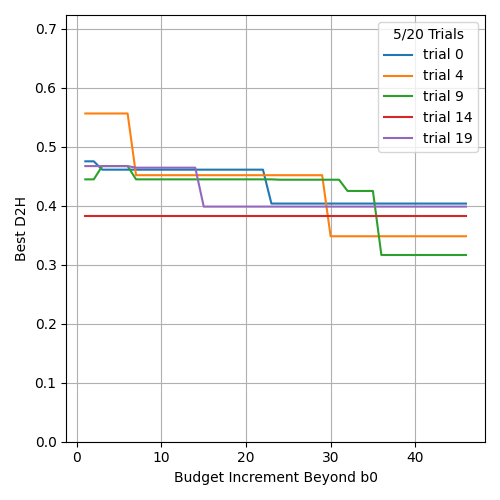 0.7
0.6
0.5
0.4
0.3
0.2
0.1
0.0
Best D2H
0
10
20
30
40
Budget Increment Beyond b0
5/20 Trials
trial 0
trial 4
trial 9
trial 14
trial 19